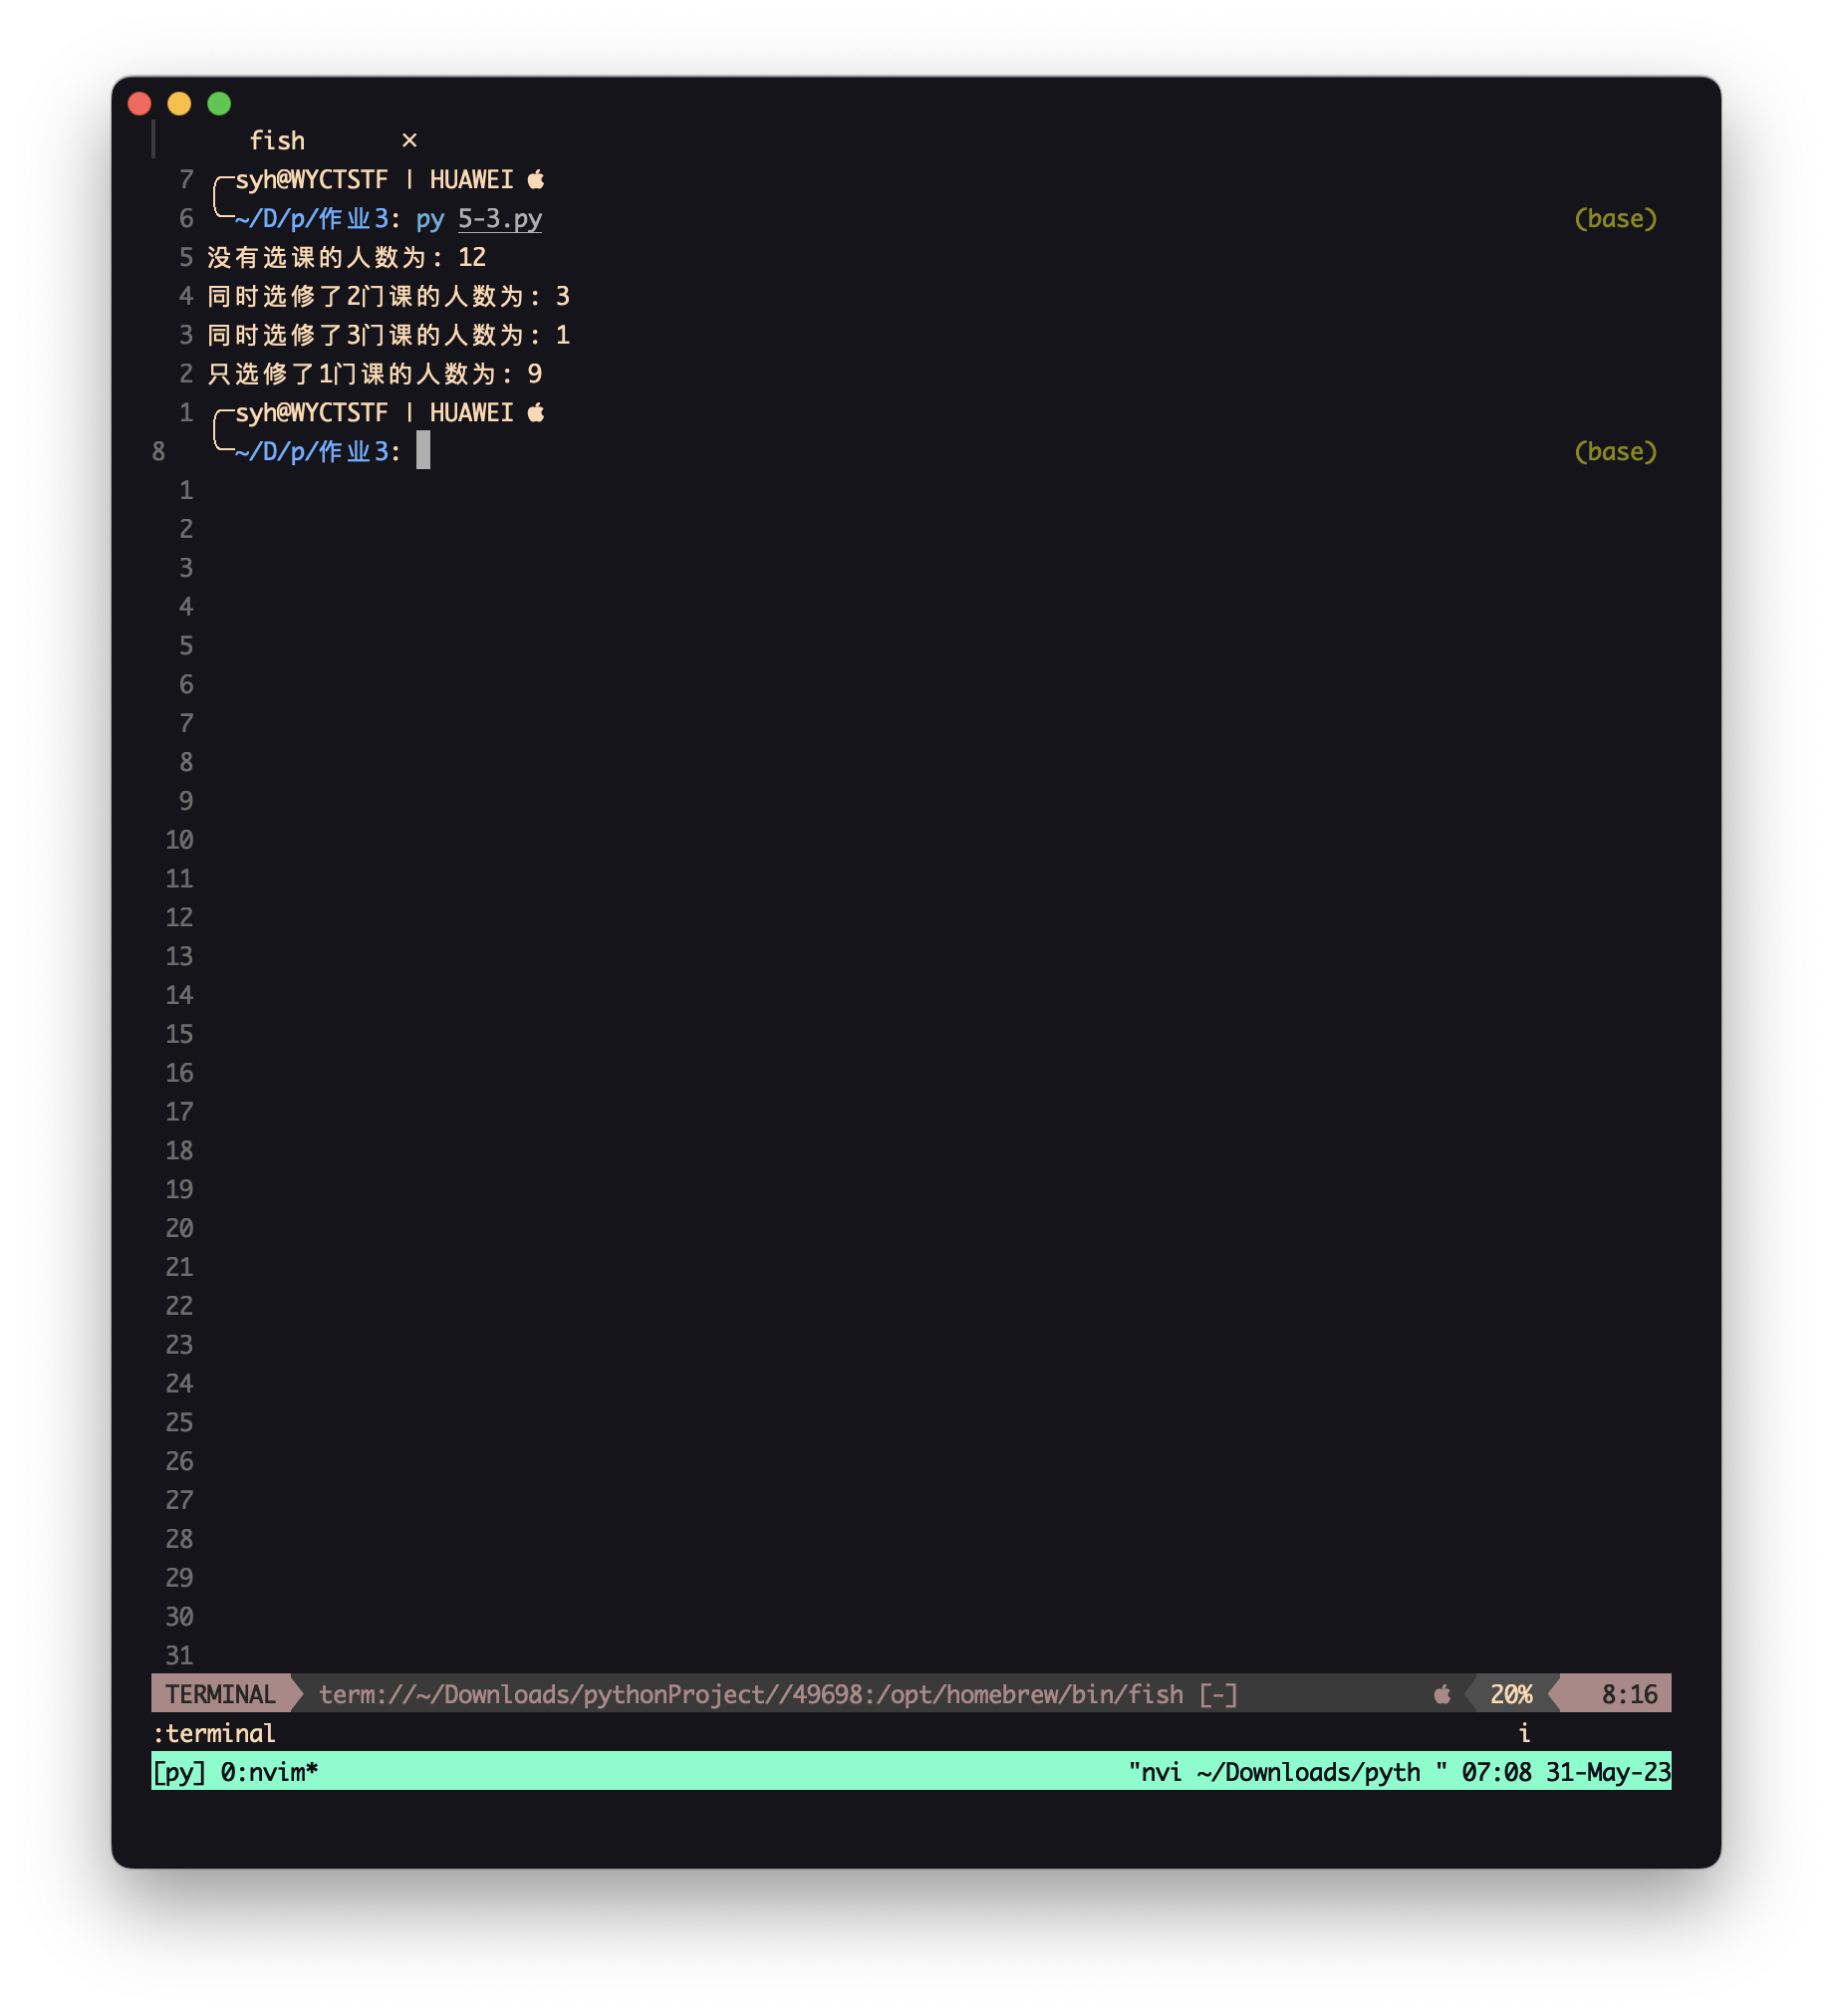 fish ×
7 syh@WYCTSTF | HUAWEI
6 ~/D/p/作业3: py 5-3.py (base)
5 没有选课的人数为: 12
4 同时选修了2门课的人数为: 3
3 同时选修了3门课的人数为: 1
2 只选修了1门课的人数为: 9
1 syh@WYCTSTF | HUAWEI
8 ~/D/p/作业3: (base)
1
2
3
4
5
6
7
8
9
10
11
12
13
14
15
16
17
18
19
20
21
22
23
24
25
26
27
28
29
30
31
TERMINAL term://~/Downloads/pythonProject//49698:/opt/homebrew/bin/fish [-] 20% 8:16
:terminal i
[py] 0:nvim* "nvi ~/Downloads/pyth " 07:08 31-May-23